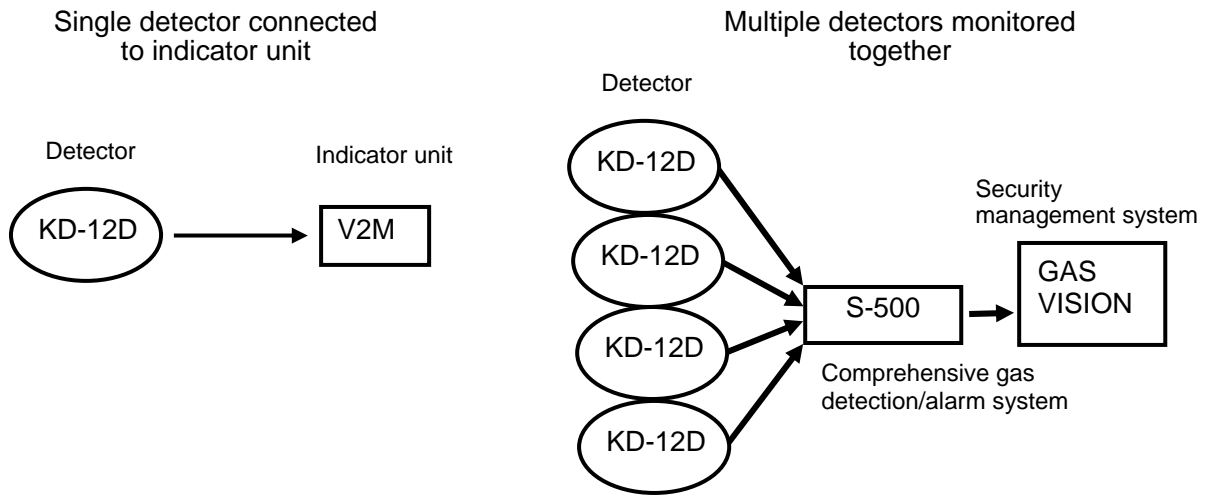 Single detector connected
to indicator unit
Detector
Indicator unit
KD-12D
V2M
Multiple detectors monitored
together
Detector
KD-12D
KD-12D
KD-12D
KD-12D
S-500
Comprehensive gas
detection/alarm system
Security
management system
GAS
VISION